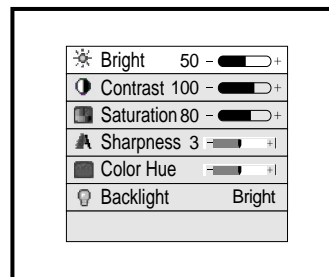 Bright 50 - +
Contrast 100 - +
Saturation 80 - +
Sharpness 3 - +
Color Hue - +
Backlight Bright